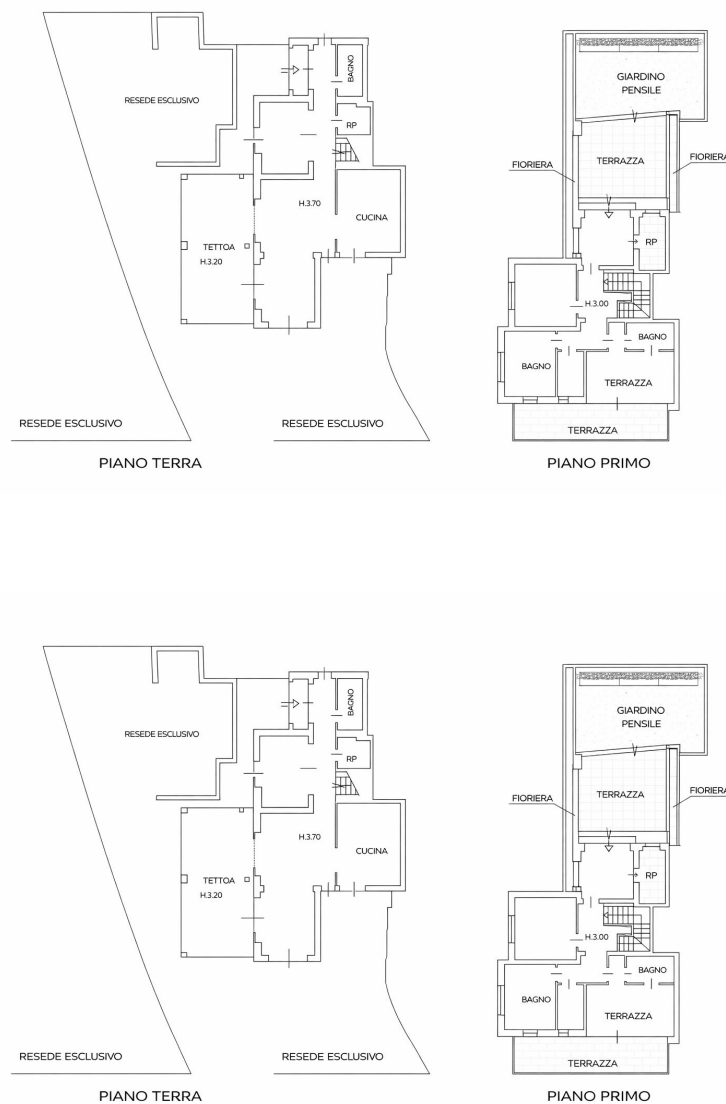 RESEDE ESCLUSIVO
BAGNO
RP
H.3.70
CUCINA
TETTOA
H.3.20
RESEDE ESCLUSIVO
RESEDE ESCLUSIVO
PIANO TERRA
GIARDINO
PENSILE
FIORIERA
TERRAZZA
FIORIERA
RP
H.3.00
BAGNO
BAGNO
TERRAZZA
TERRAZZA
PIANO PRIMO
RESEDE ESCLUSIVO
BAGNO
RP
H.3.70
CUCINA
TETTOA
H.3.20
RESEDE ESCLUSIVO
RESEDE ESCLUSIVO
PIANO TERRA
GIARDINO
PENSILE
FIORIERA
TERRAZZA
FIORIERA
RP
H.3.00
BAGNO
BAGNO
TERRAZZA
TERRAZZA
PIANO PRIMO